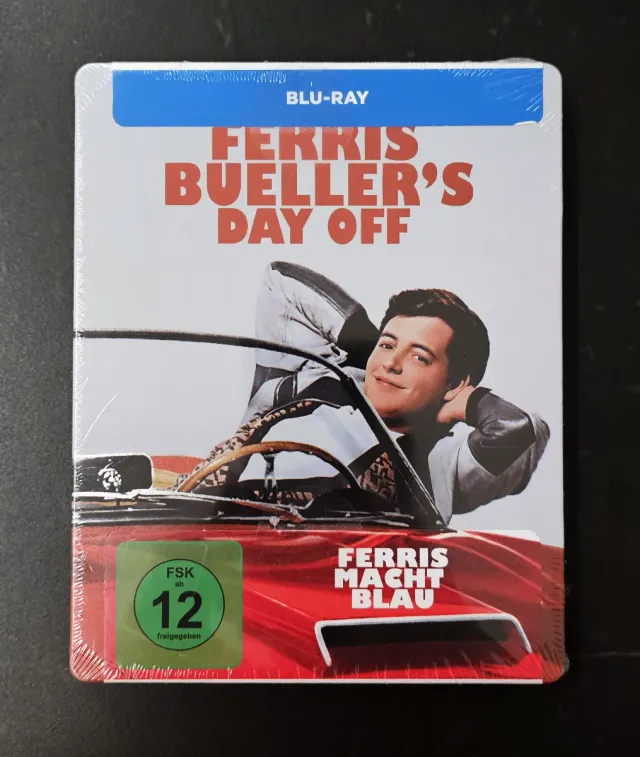 BLU-RAY
FERRIS
BUELLER'S
DAY OFF
FERRIS
MACHT
BLAU
FSK
ab
12
freigegeben